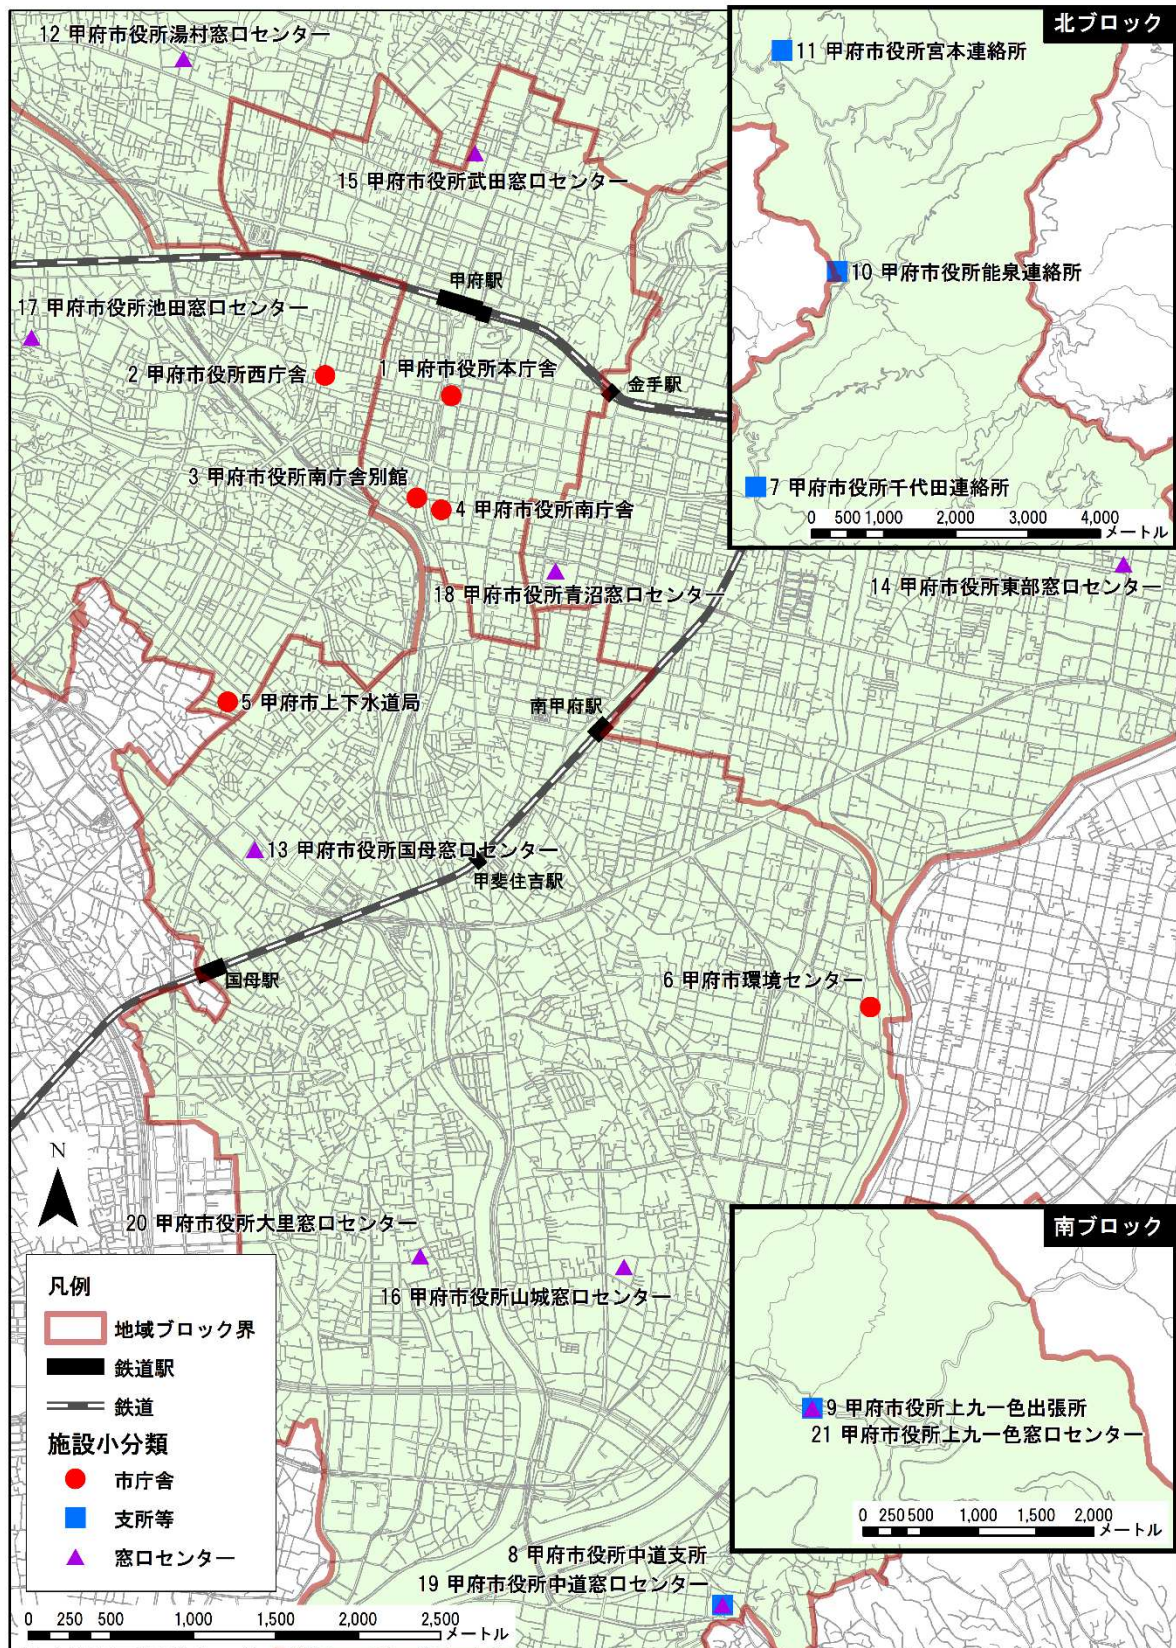 12 甲府市役所湯村窓口センター
北ブロック
11 甲府市役所宮本連絡所
15 甲府市役所武田窓口センター
甲府駅
10 甲府市役所能泉連絡所
17 甲府市役所池田窓口センター
2 甲府市役所西庁舎
1 甲府市役所本庁舎
金手駅
3 甲府市役所南庁舎別館
4 甲府市役所南庁舎
7 甲府市役所千代田連絡所
0 500 1,000 2,000 3,000 4,000
メートル
18 甲府市役所青沼窓口センター
14 甲府市役所東部窓口センター
5 甲府市上下水道局
南甲府駅
13 甲府市役所国母窓口センター
甲斐住吉駅
国母駅
6 甲府市環境センター
N
20 甲府市役所大里窓口センター
南ブロック
16 甲府市役所山城窓口センター
凡例
地域ブロック界
鉄道駅
鉄道
施設小分類
市庁舎
支所等
窓口センター
9 甲府市役所上九一色出張所
21 甲府市役所上九一色窓口センター
0 250 500 1,000 1,500 2,000
メートル
8 甲府市役所中道支所
19 甲府市役所中道窓口センター
0 250 500 1,000 1,500 2,000 2,500
メートル